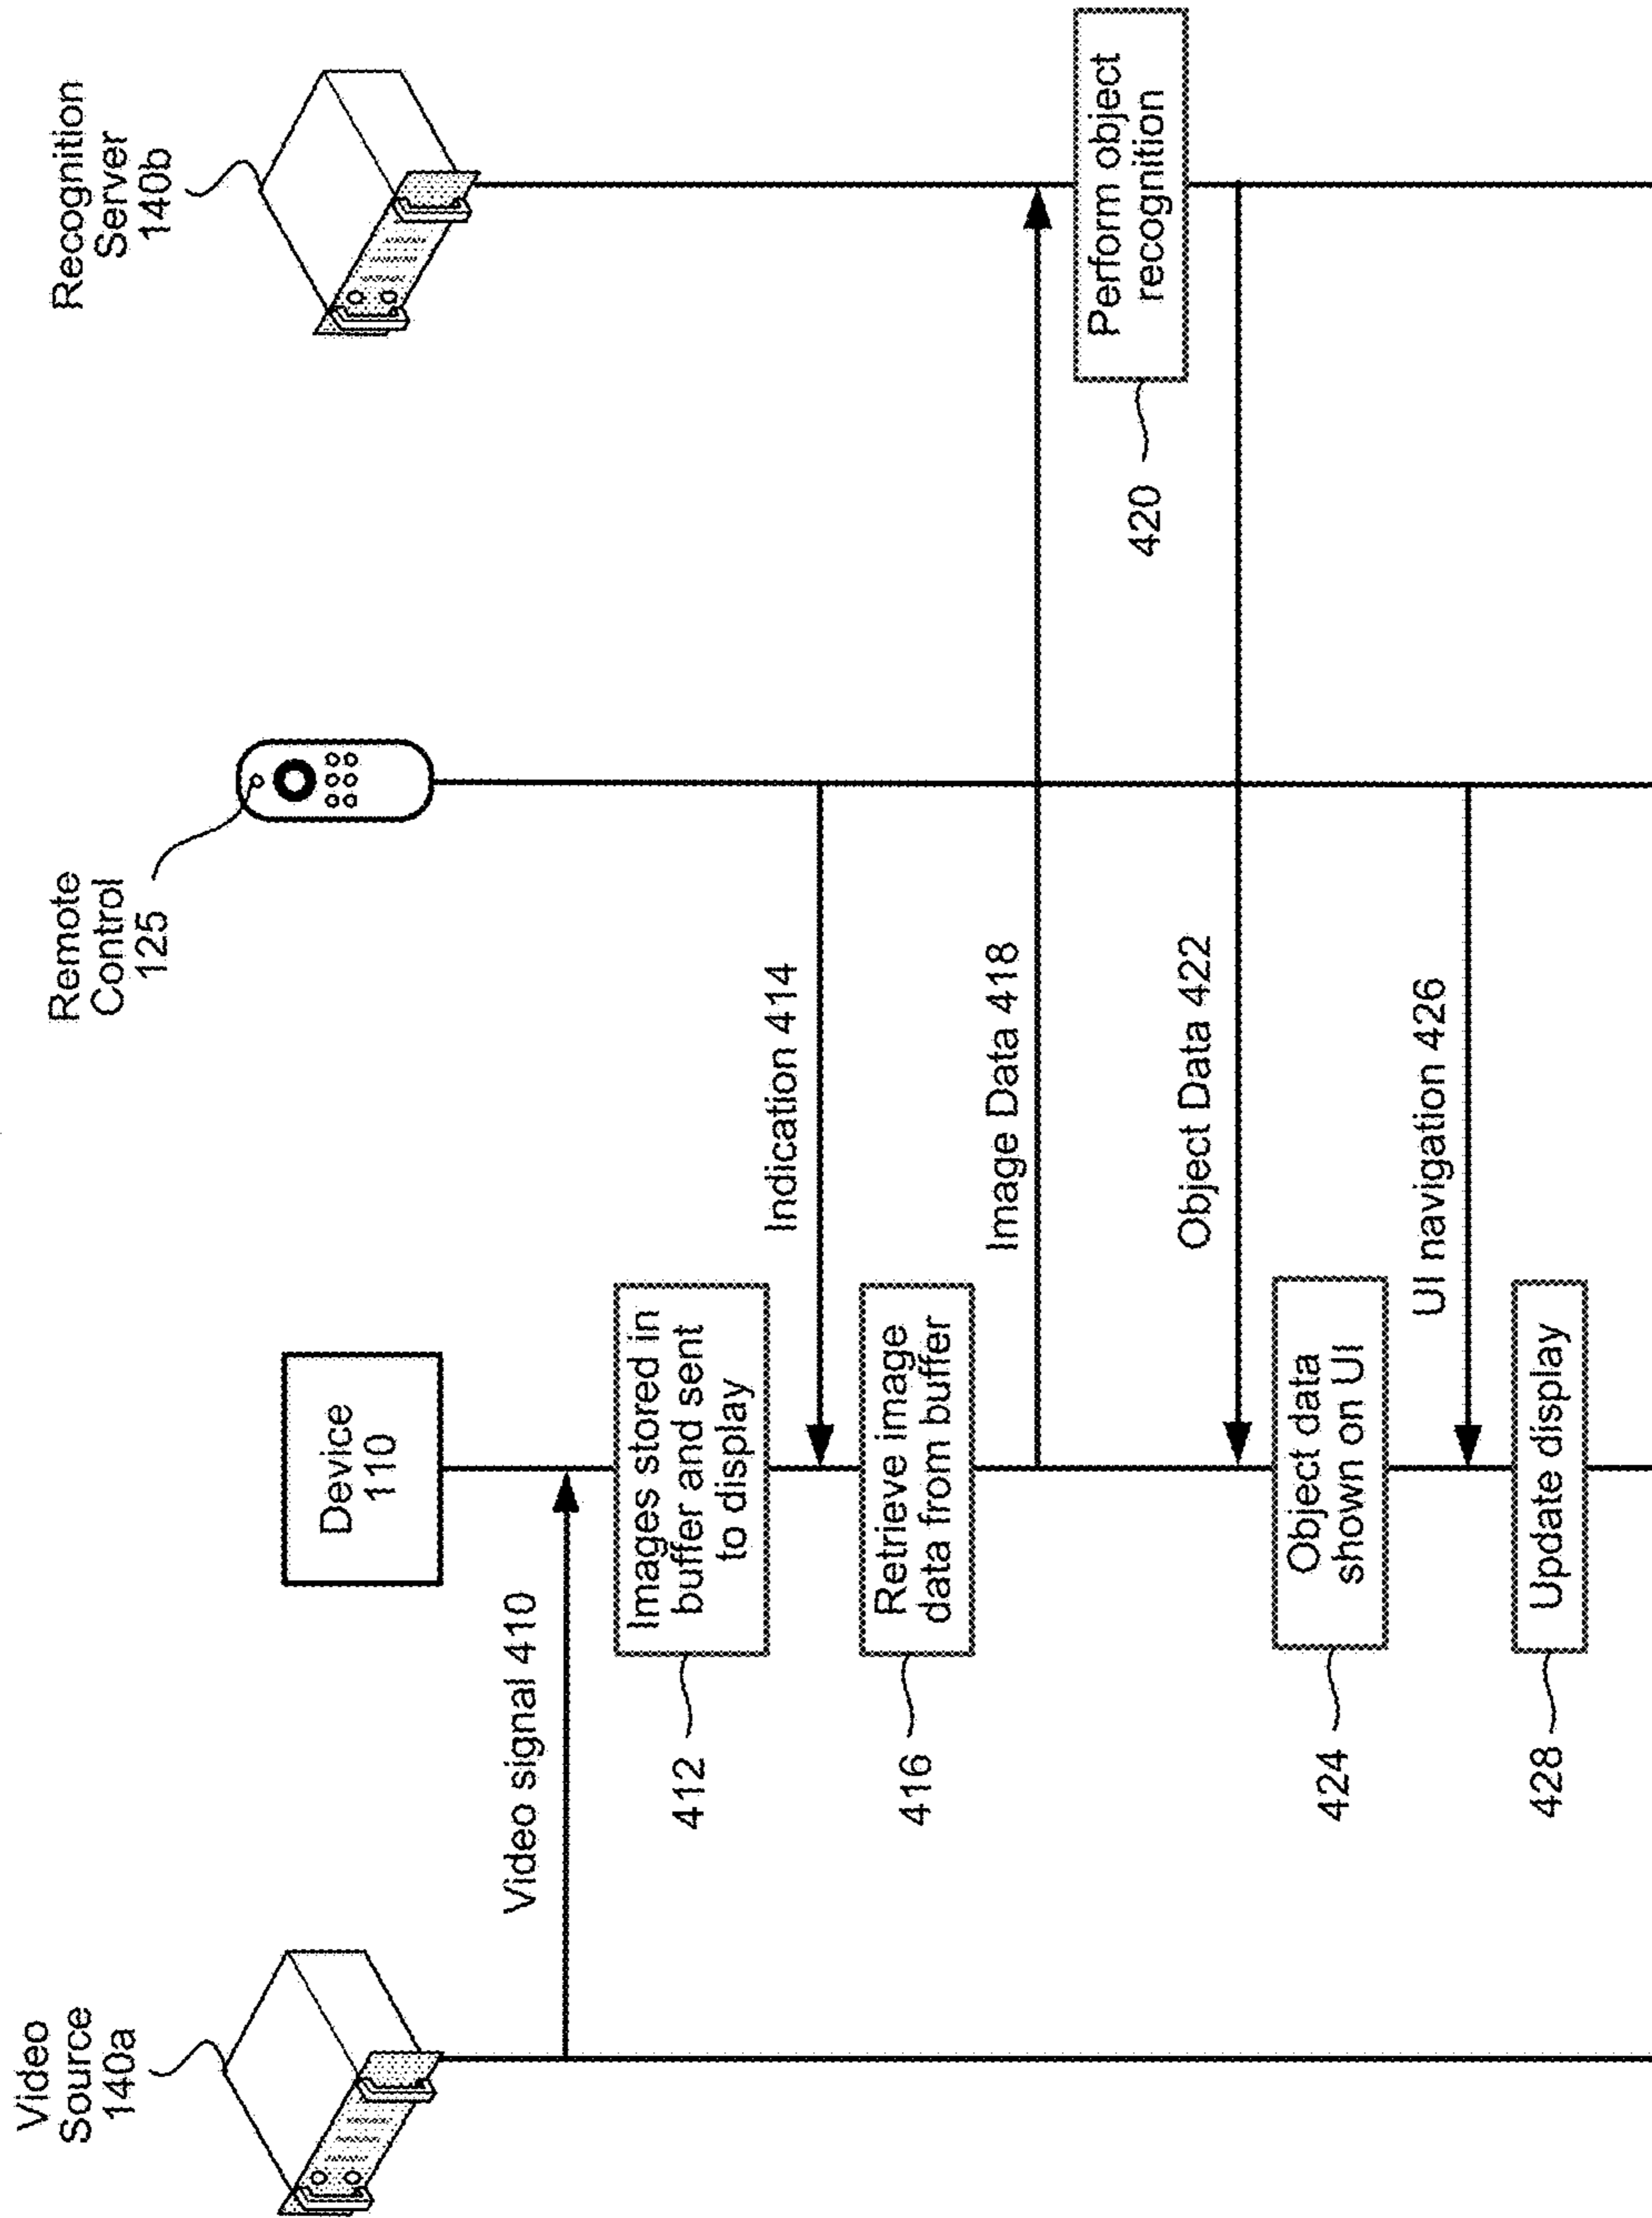 Video
Source
140a
Device
110
Remote
Control
125
Recognition
Server
140b
Video signal 410
Images stored in
buffer and sent
to display
412
Indication 414
Retrieve image
data from buffer
416
Image Data 418
Perform object
recognition
420
Object Data 422
Object data
shown on UI
424
UI navigation 426
Update display
428